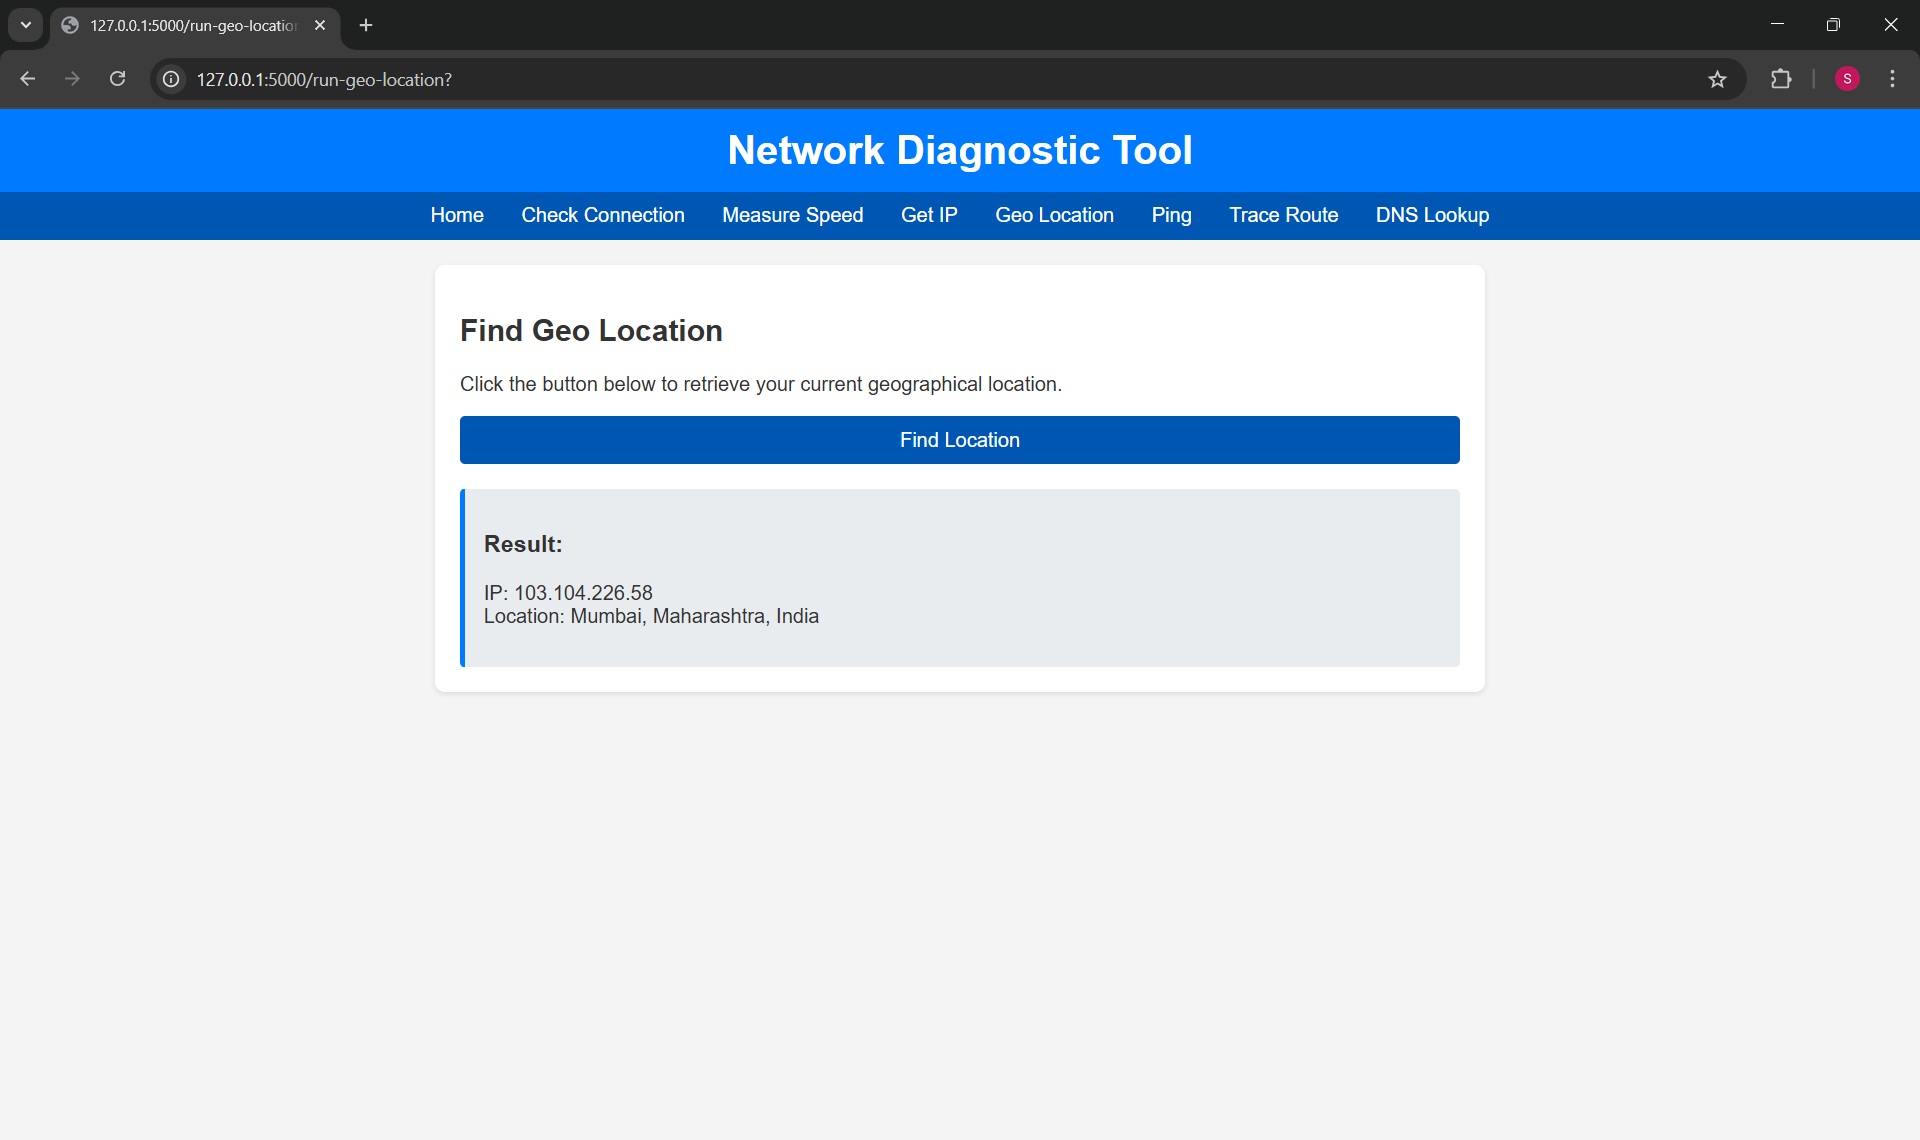 127.0.0.1:5000/run-geo-location
127.0.0.1:5000/run-geo-location?
S
Network Diagnostic Tool
Home Check Connection Measure Speed Get IP Geo Location Ping Trace Route DNS Lookup
Find Geo Location
Click the button below to retrieve your current geographical location.
Find Location
Result:
IP: 103.104.226.58
Location: Mumbai, Maharashtra, India